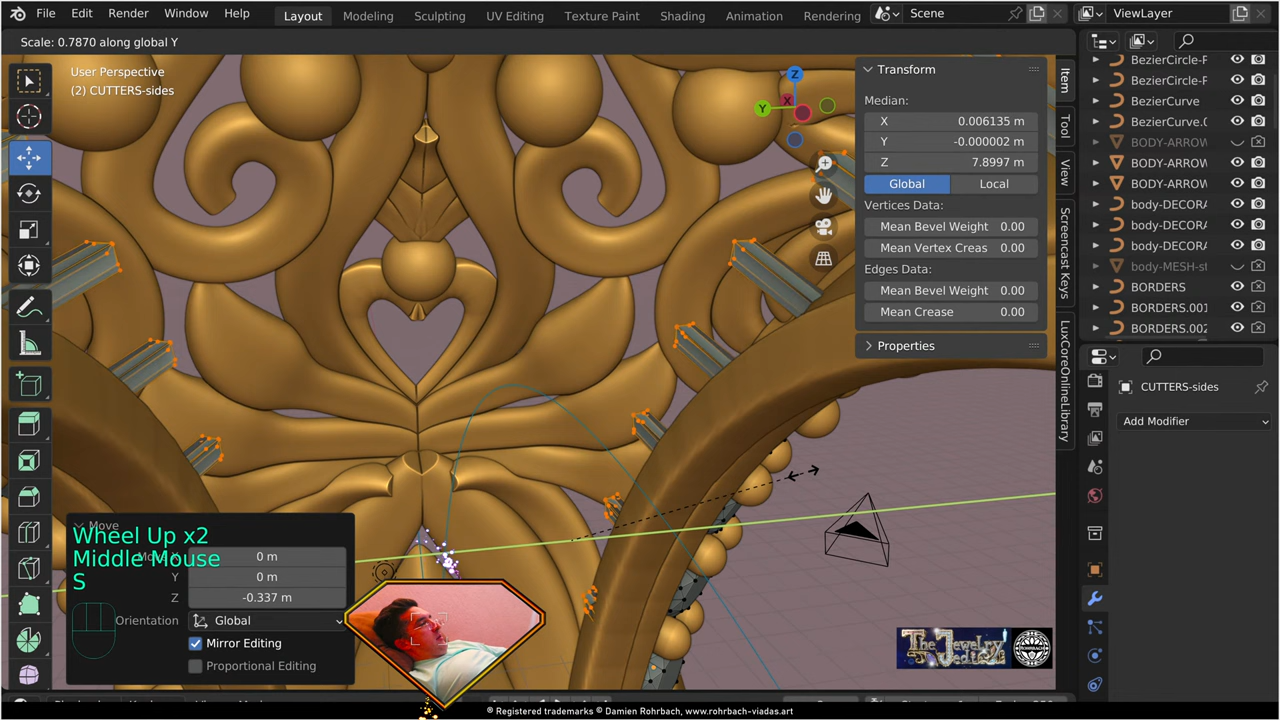 File Edit Render Window Help Layout Modeling Sculpting UV Editing Texture Paint Shading Animation Rendering Scene ViewLayer
Scale: 0.7870 along global Y
User Perspective
(2) CUTTERS-sides
Z
Y
X
Transform
Median:
X 0.006135 m
Y -0.000002 m
Z 7.8997 m
Global Local
Vertices Data:
Mean Bevel Weight 0.00
Mean Vertex Creas 0.00
Edges Data:
Mean Bevel Weight 0.00
Mean Crease 0.00
Properties
Item
Tool
View
Screencast Keys
LuxCoreOnlineLibrary
BezierCircle-F
BezierCircle-F
BezierCurve
BezierCurve.0
BODY-ARROW
BODY-ARROW
BODY-ARROW
body-DECORA
body-DECORA
body-DECORA
body-MESH-st
BORDERS
BORDERS.001
BORDERS.002
CUTTERS-sides
Add Modifier
Move
Wheel Up x2
Middle Mouse
S
0 m
Y 0 m
Z -0.337 m
Orientation Global
Mirror Editing
Proportional Editing
The Jewelry
ROHRBACH
® Registered trademarks © Damien Rohrbach, www.rohrbach-viadas.art